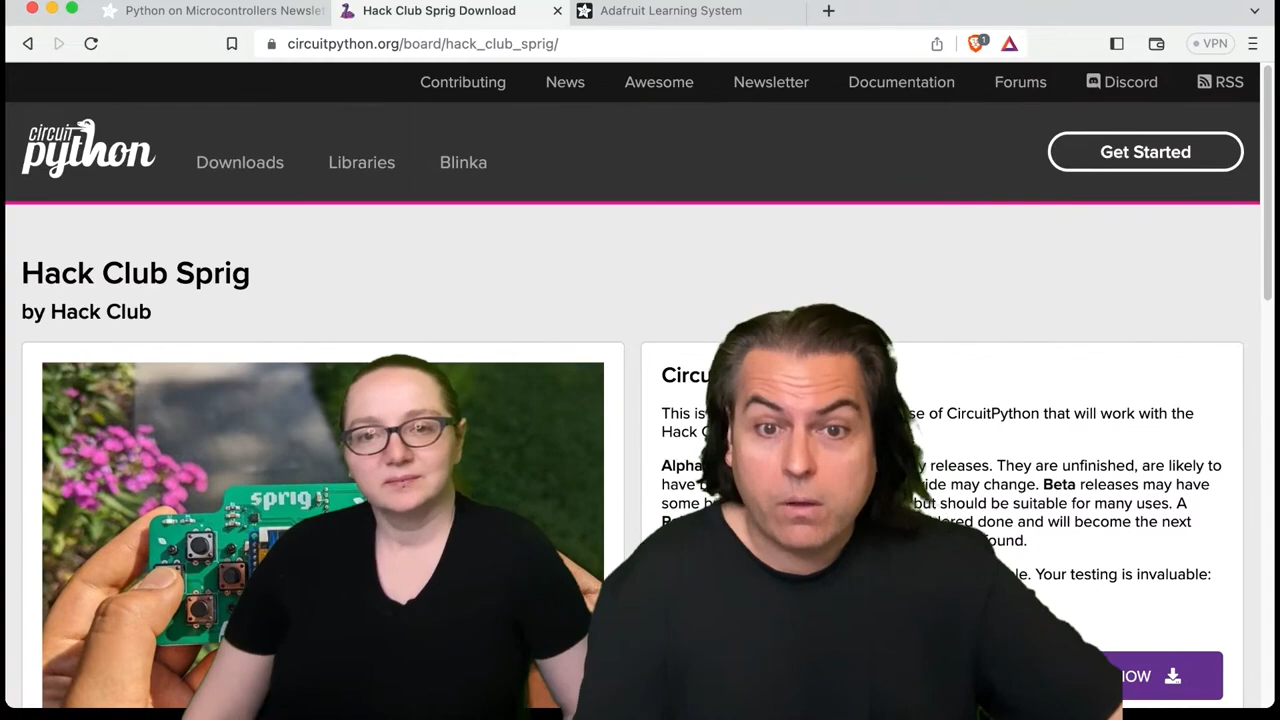 Python on Microcontrollers Newslet
Hack Club Sprig Download
Adafruit Learning System
circuitpython.org/board/hack_club_sprig/
1
VPN
Contributing
News
Awesome
Newsletter
Documentation
Forums
Discord
RSS
circuit
python
Downloads
Libraries
Blinka
Get Started
Hack Club Sprig
by Hack Club
sprig
This is
se of CircuitPython that will work with the
Hack
Alpha
releases. They are unfinished, are likely to
have
ide may change. Beta releases may have
some
but should be suitable for many uses. A
done and will become the next
found.
Your testing is invaluable:
NOW